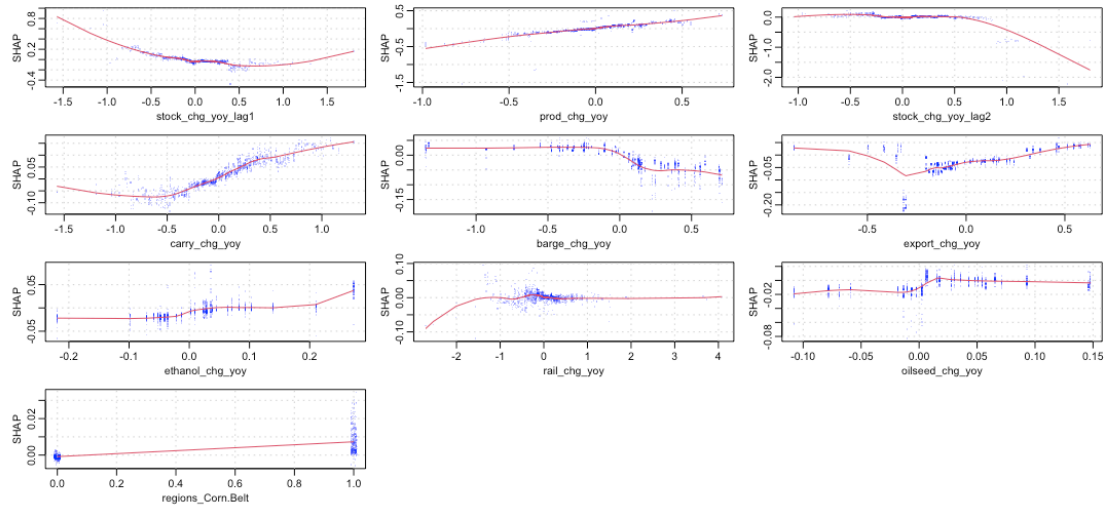 SHAP
-0.4 0.2 0.8
-1.5 -1.0 -0.5 0.0 0.5 1.0 1.5
stock_chg_yoy_lag1
SHAP
-1.5 -0.5 0.5
-1.0 -0.5 0.0 0.5
prod_chg_yoy
SHAP
-2.0 -1.0 0.0
-1.0 -0.5 0.0 0.5 1.0 1.5
stock_chg_yoy_lag2
SHAP
-0.10 0.05
-1.5 -1.0 -0.5 0.0 0.5 1.0
carry_chg_yoy
SHAP
-0.15 0.00
-1.0 -0.5 0.0 0.5
barge_chg_yoy
SHAP
-0.20 -0.05
-0.5 0.0 0.5
export_chg_yoy
SHAP
-0.05 0.05
-0.2 -0.1 0.0 0.1 0.2
ethanol_chg_yoy
SHAP
-0.10 0.00 0.10
-2 -1 0 1 2 3 4
rail_chg_yoy
SHAP
-0.08 -0.02
-0.10 -0.05 0.00 0.05 0.10 0.15
oilseed_chg_yoy
SHAP
0.00 0.02
0.0 0.2 0.4 0.6 0.8 1.0
regions_Corn.Belt